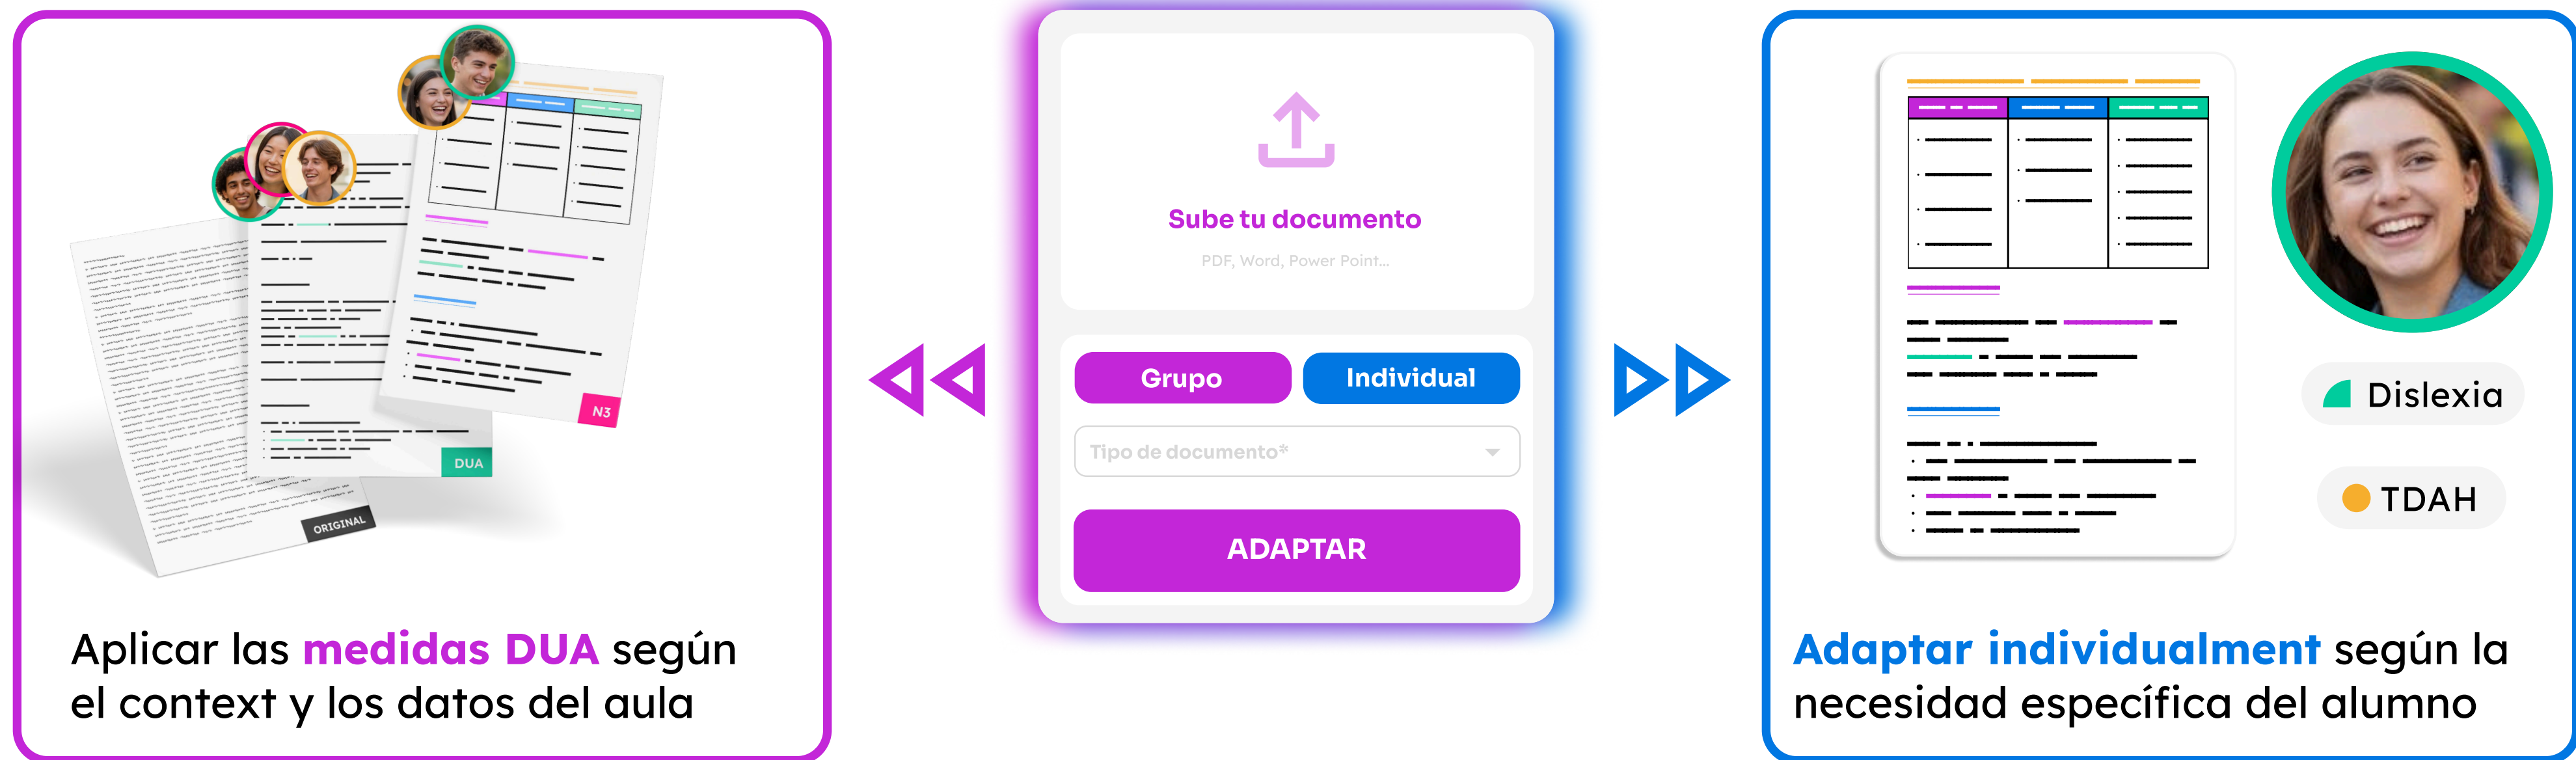 N3
DUA
ORIGINAL
Aplicar las medidas DUA según
el context y los datos del aula
Sube tu documento
PDF, Word, Power Point...
Grupo
Individual
Tipo de documento*
ADAPTAR
Dislexia
TDAH
Adaptar individualment según la
necesidad específica del alumno